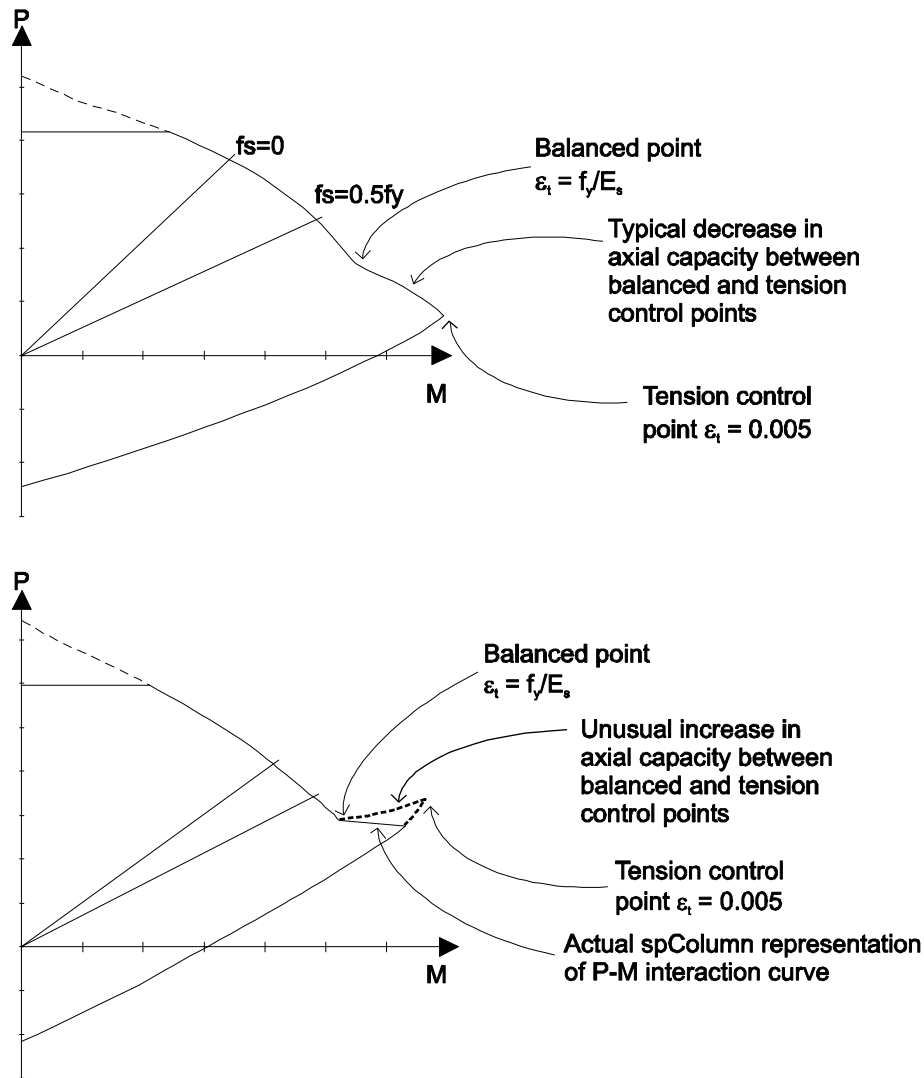 P
fs=0
fs=0.5fy
Balanced point
εt = fy/Es
Typical decrease in
axial capacity between
balanced and tension
control points
M
Tension control
point εt = 0.005
P
Balanced point
εt = fy/Es
Unusual increase in
axial capacity between
balanced and tension
control points
Tension control
point εt = 0.005
Actual spColumn representation
of P-M interaction curve
M